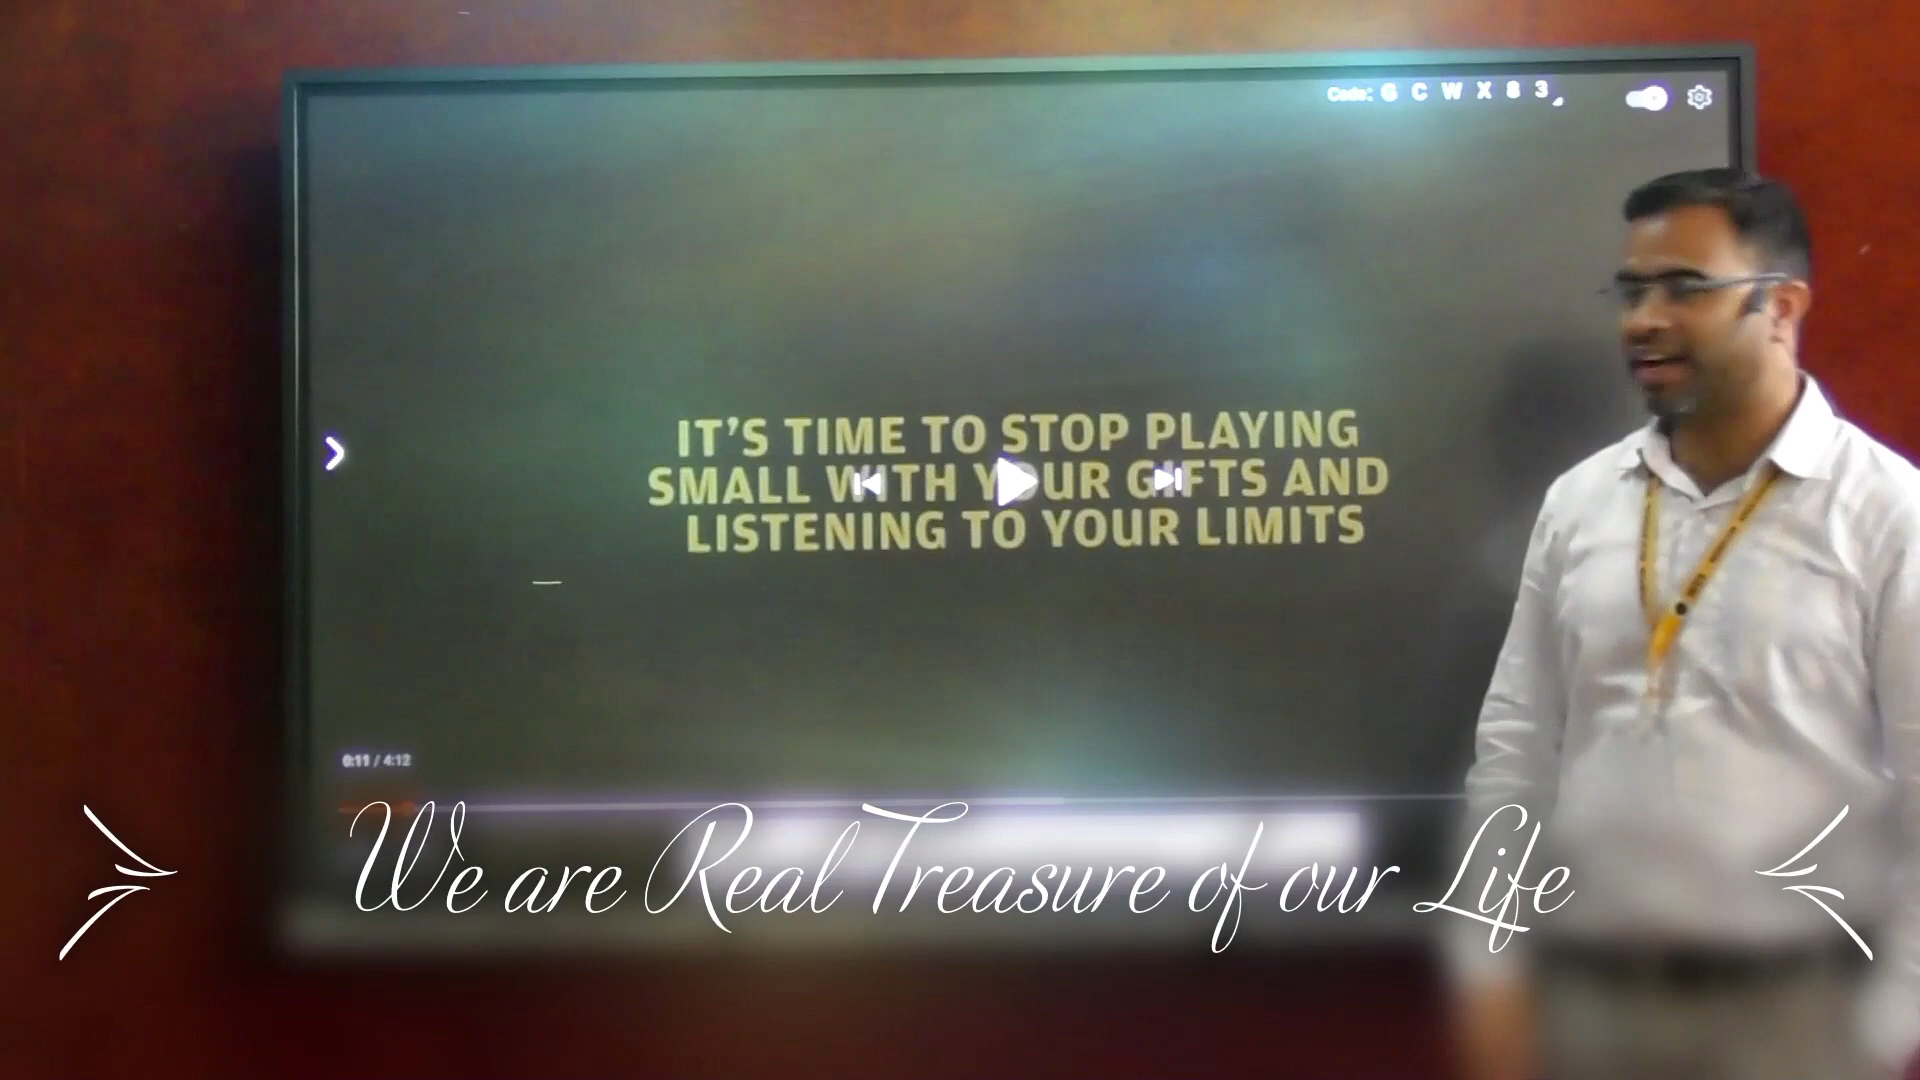 Code: G C W X 8 3
IT'S TIME TO STOP PLAYING
SMALL WITH YOUR GIFTS AND
LISTENING TO YOUR LIMITS
0:11 / 4:12
We are Real Treasure of our Life